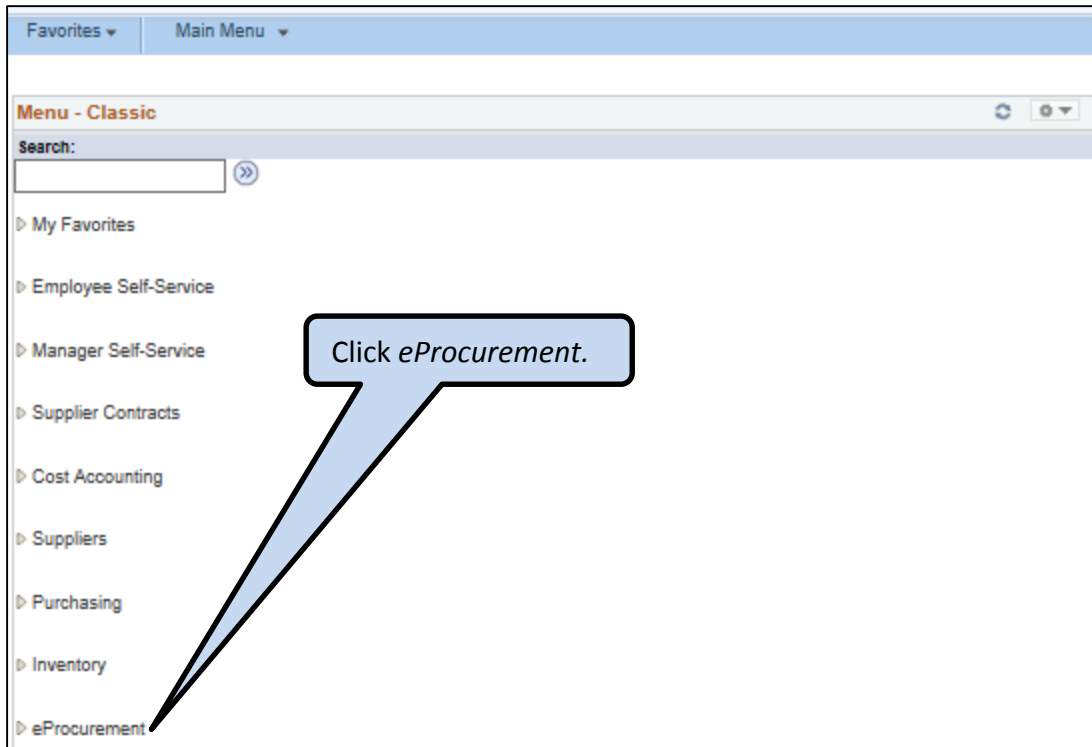 Favorites Main Menu
Menu - Classic
Search:
My Favorites
Employee Self-Service
Manager Self-Service
Click eProcurement.
Supplier Contracts
Cost Accounting
Suppliers
Purchasing
Inventory
eProcurement